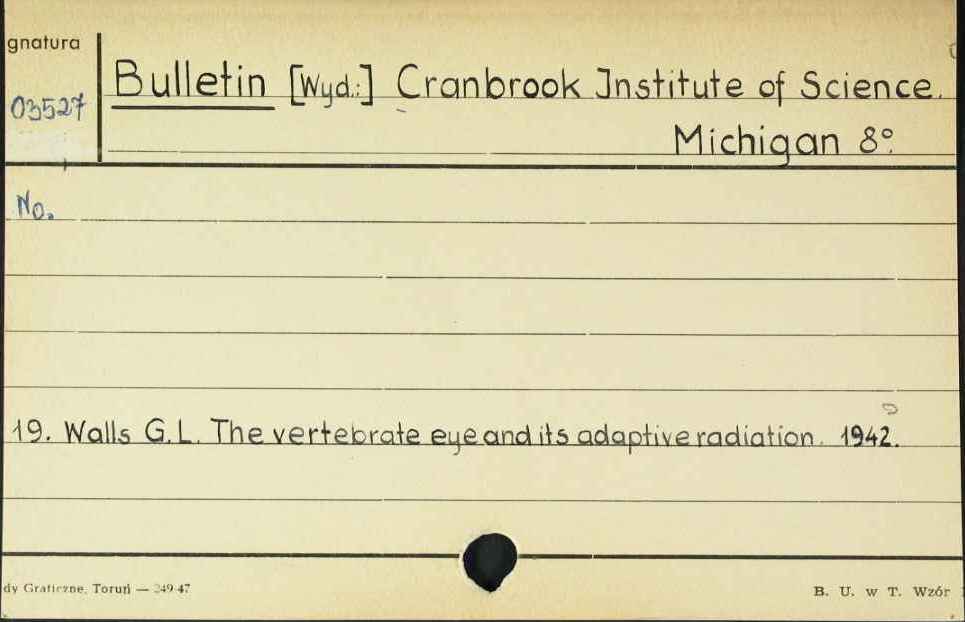 gnatura
03527
Bulletin [Wyd.:] Cranbrook Institute of Science.
Michigan 8°.
No.
19. Walls G.L. The vertebrate eye and its adaptive radiation. 1942.
dy Graficzne, Toruń — 249-47
B. U. w T. Wzór